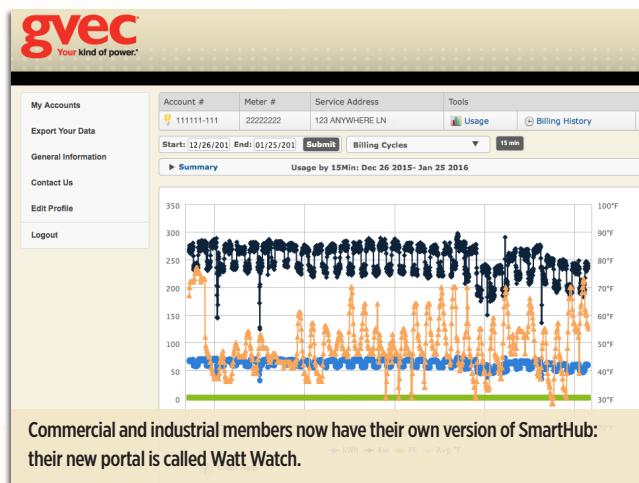 gvec
Your kind of power.®
My Accounts
Export Your Data
General Information
Contact Us
Edit Profile
Logout
Account # Meter # Service Address Tools
111111-111 22222222 123 ANYWHERE LN Usage Billing History
Start: 12/26/201 End: 01/25/201 Submit Billing Cycles 15 min
Summary Usage by 15Min: Dec 26 2015- Jan 25 2016
350 100°F
300 90°F
250 80°F
200 70°F
150 60°F
100 50°F
50 40°F
0 30°F
Commercial and industrial members now have their own version of SmartHub:
their new portal is called Watt Watch.
kWh Kw PF Avg °F